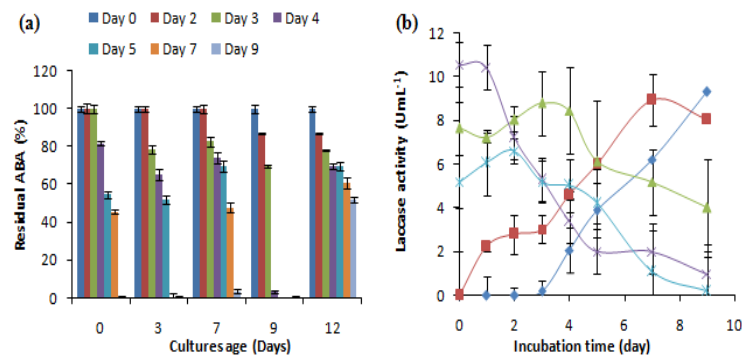 (a)
Day 0 Day 2 Day 3 Day 4
Day 5 Day 7 Day 9
120
100
80
60
40
20
0
Residual ABA (%)
0 3 7 9 12
Cultures age (Days)
(b)
12
10
8
6
4
2
0
Laccase activity (UmL-1)
0 2 4 6 8 10
Incubation time (day)